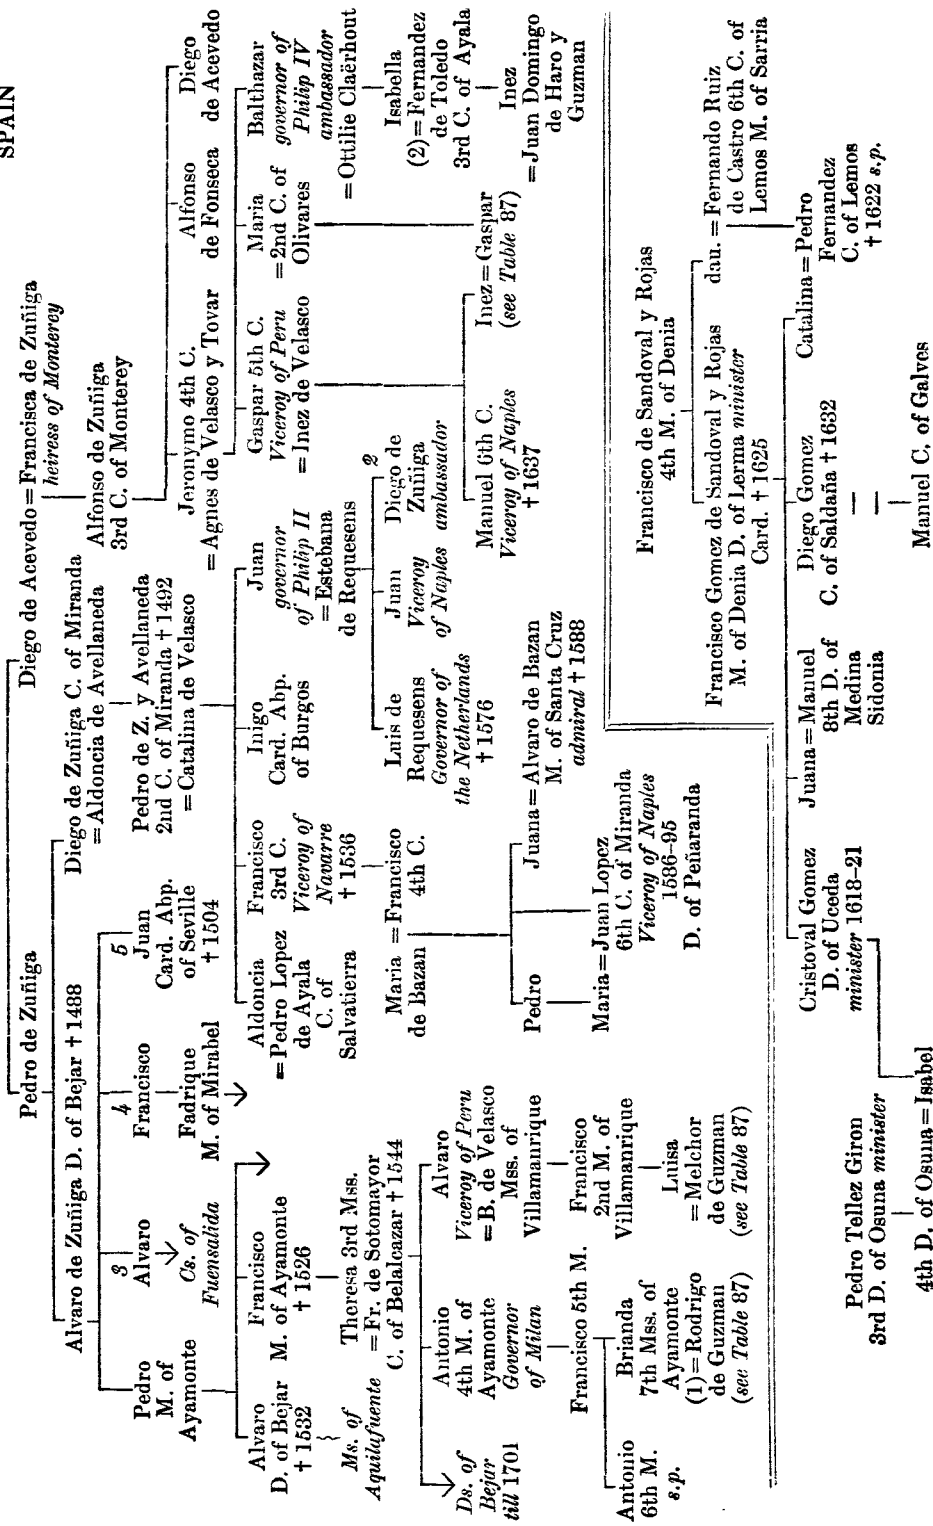 SPAIN
Pedro de Zuñiga
Diego de Acevedo = Francisca de Zuñiga
heiress of Monterey
Alvaro de Zuñiga D. of Bejar † 1488
Diego de Zuñiga C. of Miranda
= Aldoncia de Avellaneda
Alfonso de Zuñiga
3rd C. of Monterey
Pedro
M. of
Ayamonte
3
Alvaro
Cs. of
Fuensalida
4
Francisco
Fadrique
M. of Mirabel
5
Juan
Card. Abp.
of Seville
† 1504
Pedro de Z. y Avellaneda
2nd C. of Miranda † 1492
= Catalina de Velasco
Jeronymo 4th C.
= Agnes de Velasco y Tovar
Alfonso
de Fonseca
Diego
de Acevedo
Alvaro
D. of Bejar
† 1532
Francisco
M. of Ayamonte
† 1526
Aldoncia
= Pedro Lopez
de Ayala
C. of
Salvatierra
Francisco
3rd C.
Viceroy of
Navarre
† 1536
Inigo
Card. Abp.
of Burgos
Juan
governor
of Philip II
= Estebana
de Requesens
Gaspar 5th C.
Viceroy of Peru
= Inez de Velasco
Maria
= 2nd C. of
Olivares
Balthazar
governor of
Philip IV
ambassador
= Ottilie Claërhout
Ms. of
Aquilafuente
Theresa 3rd Mss.
= Fr. de Sotomayor
C. of Belalcazar † 1544
Maria = Francisco
de Bazan 4th C.
Luis de
Requesens
Governor of
the Netherlands
† 1576
Juan
Viceroy
of Naples
2
Diego de
Zuñiga
ambassador
Manuel 6th C.
Viceroy of Naples
† 1637
Inez = Gaspar
(see Table 87)
Isabella
(2) = Fernandez
de Toledo
3rd C. of Ayala
Inez
= Juan Domingo
de Haro y
Guzman
Ds. of
Bejar
till 1701
Antonio
4th M. of
Ayamonte
Governor
of Milan
Alvaro
Viceroy of Peru
= B. de Velasco
Mss. of
Villamanrique
Pedro
Juana = Alvaro de Bazan
M. of Santa Cruz
admiral † 1588
Maria = Juan Lopez
6th C. of Miranda
Viceroy of Naples
1586–95
D. of Peñaranda
Francisco 5th M.
Francisco
2nd M. of
Villamanrique
Antonio
6th M.
s.p.
Brianda
7th Mss. of
Ayamonte
(1) = Rodrigo
de Guzman
(see Table 87)
Luisa
= Melchor
de Guzman
(see Table 87)
Francisco de Sandoval y Rojas
4th M. of Denia
Francisco Gomez de Sandoval y Rojas
M. of Denia D. of Lerma minister
Card. † 1625
dau. = Fernando Ruiz
de Castro 6th C. of
Lemos M. of Sarria
Cristoval Gomez
D. of Uceda
minister 1618–21
Juana = Manuel
8th D. of
Medina
Sidonia
Diego Gomez
C. of Saldaña † 1632
—
—
Manuel C. of Galves
Catalina = Pedro
Fernandez
C. of Lemos
† 1622 s.p.
Pedro Tellez Giron
3rd D. of Osuna minister
4th D. of Osuna = Isabel